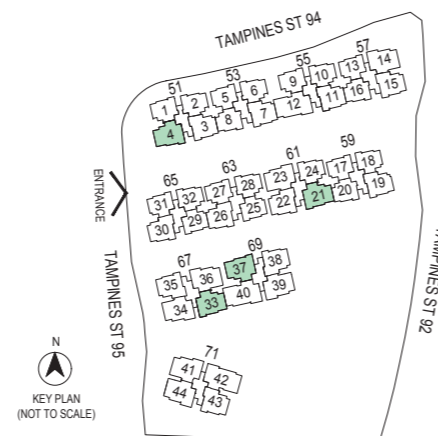 TAMPINES ST 94
51
53
55
57
1 2 5 6 9 10 13 14
4 3 8 7 12 11 16 15
59
61
63
65
31 32 27 28 23 24 17 18
30 29 26 25 22 21 20 19
ENTRANCE
67
69
35 36 37 38
34 33 40 39
TAMPINES ST 95
TAMPINES ST 92
71
41 42
44 43
N
KEY PLAN
(NOT TO SCALE)